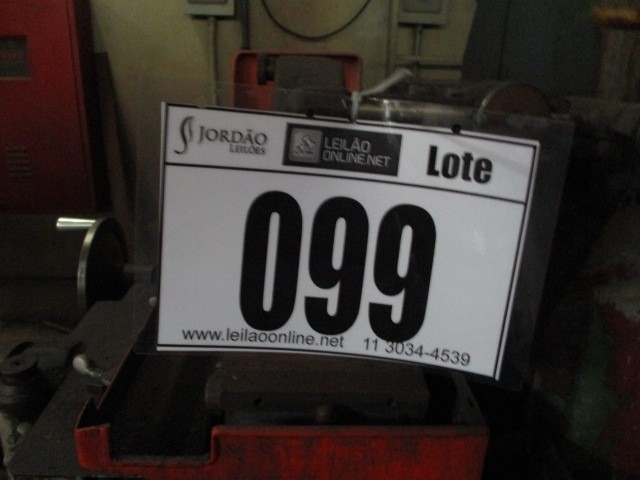 JORDÃO
LEILÕES
LEILÃO
ONLINE.NET
Lote
099
www.leilaoonline.net 11 3034-4539